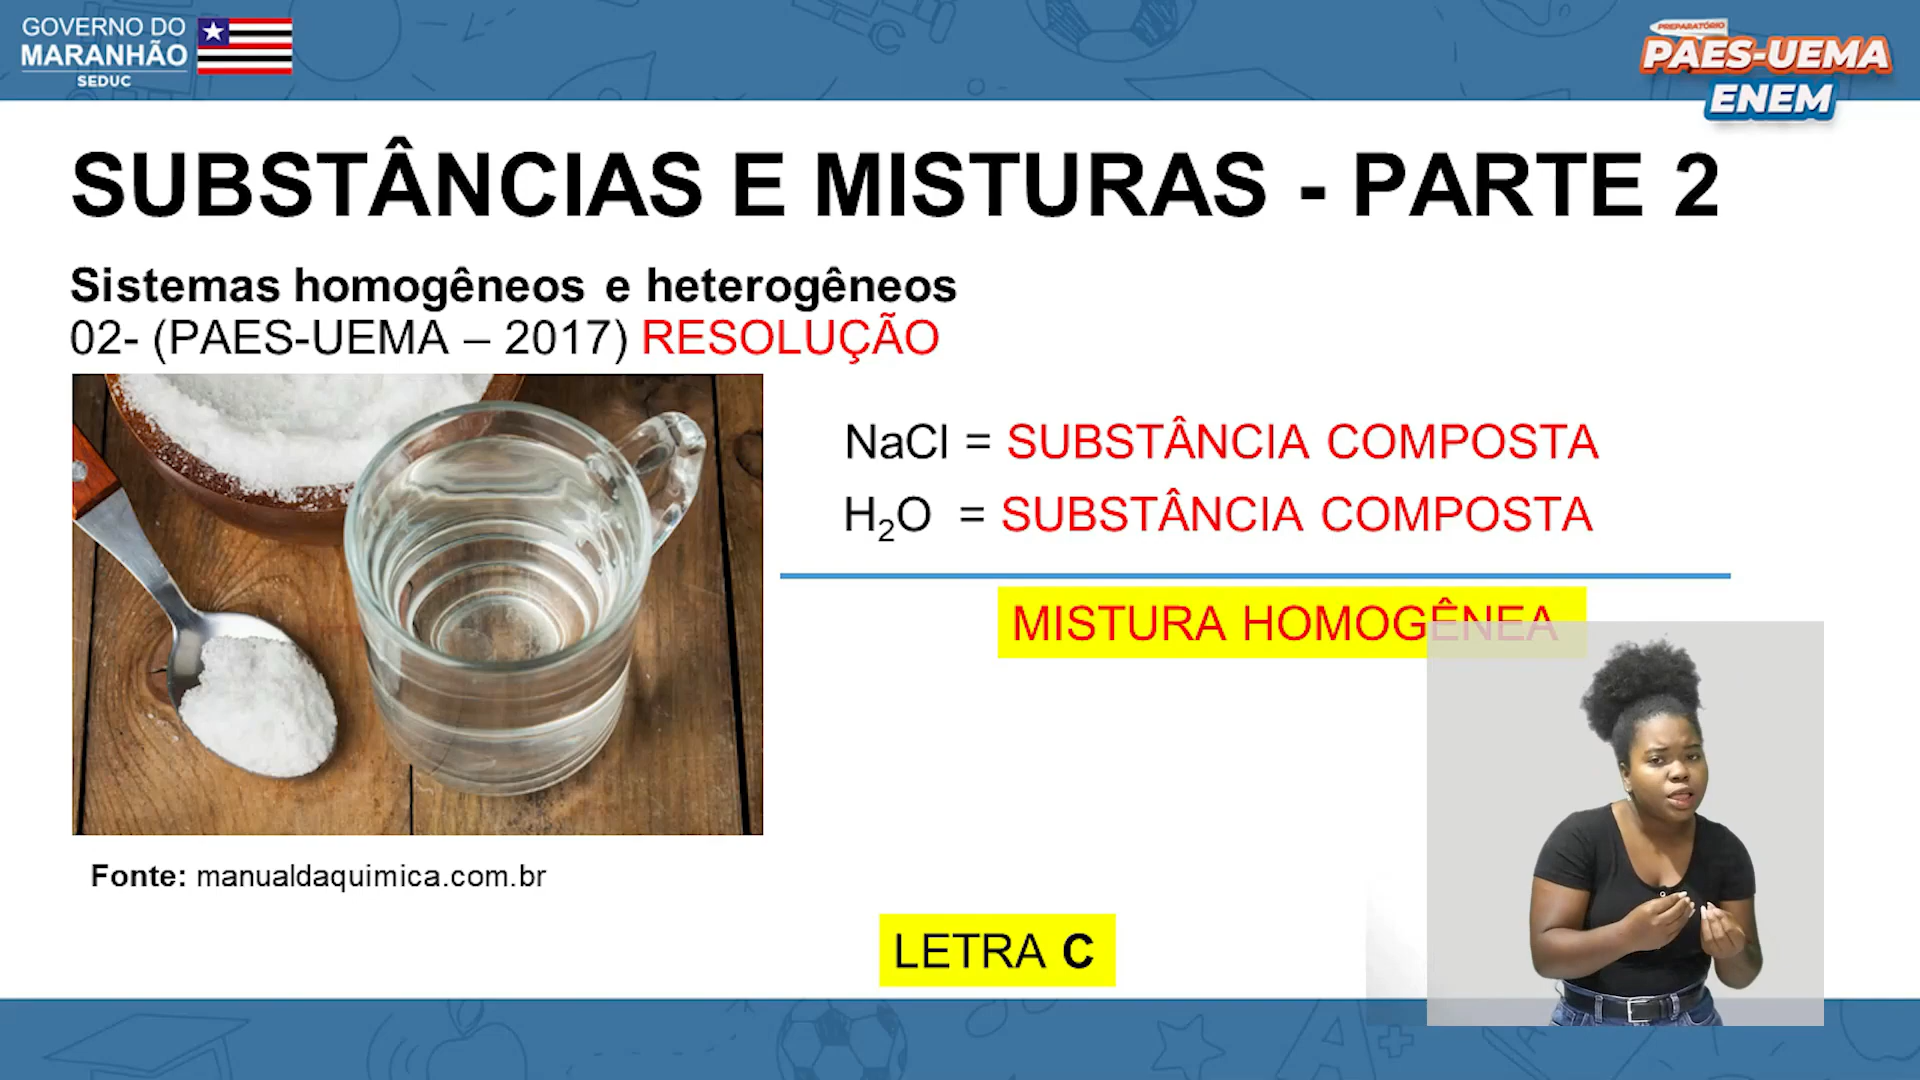 GOVERNO DO
MARANHÃO
SEDUC
PREPARATÓRIO
PAES-UEMA
ENEM
SUBSTÂNCIAS E MISTURAS - PARTE 2
Sistemas homogêneos e heterogêneos
02- (PAES-UEMA – 2017) RESOLUÇÃO
NaCl = SUBSTÂNCIA COMPOSTA
H₂O = SUBSTÂNCIA COMPOSTA
MISTURA HOMOGÊNEA
Fonte: manualdaquimica.com.br
LETRA C